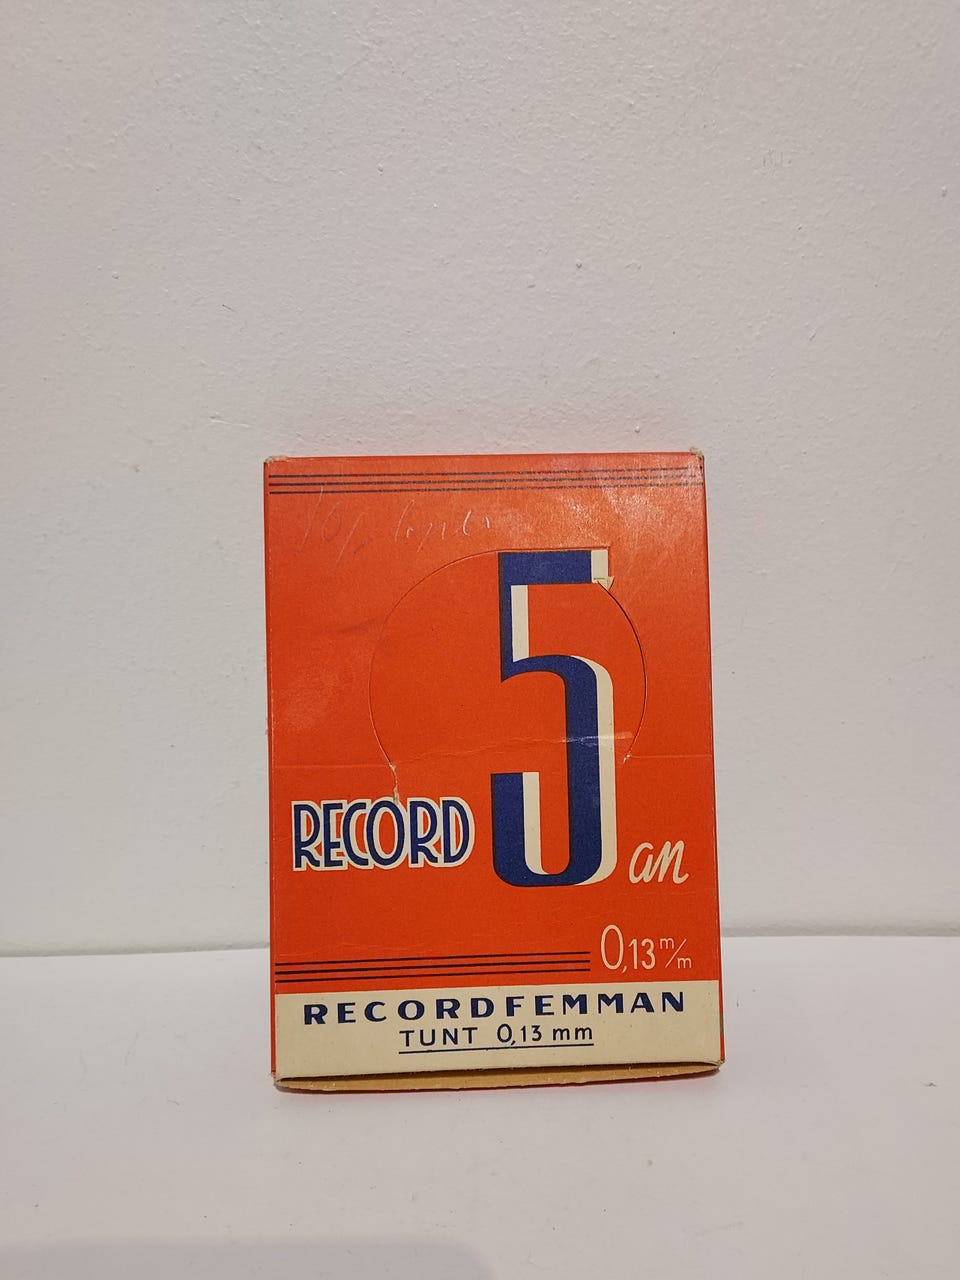 RECORD 5 an
0,13 m/m
RECORDFEMMAN
TUNT 0,13 mm